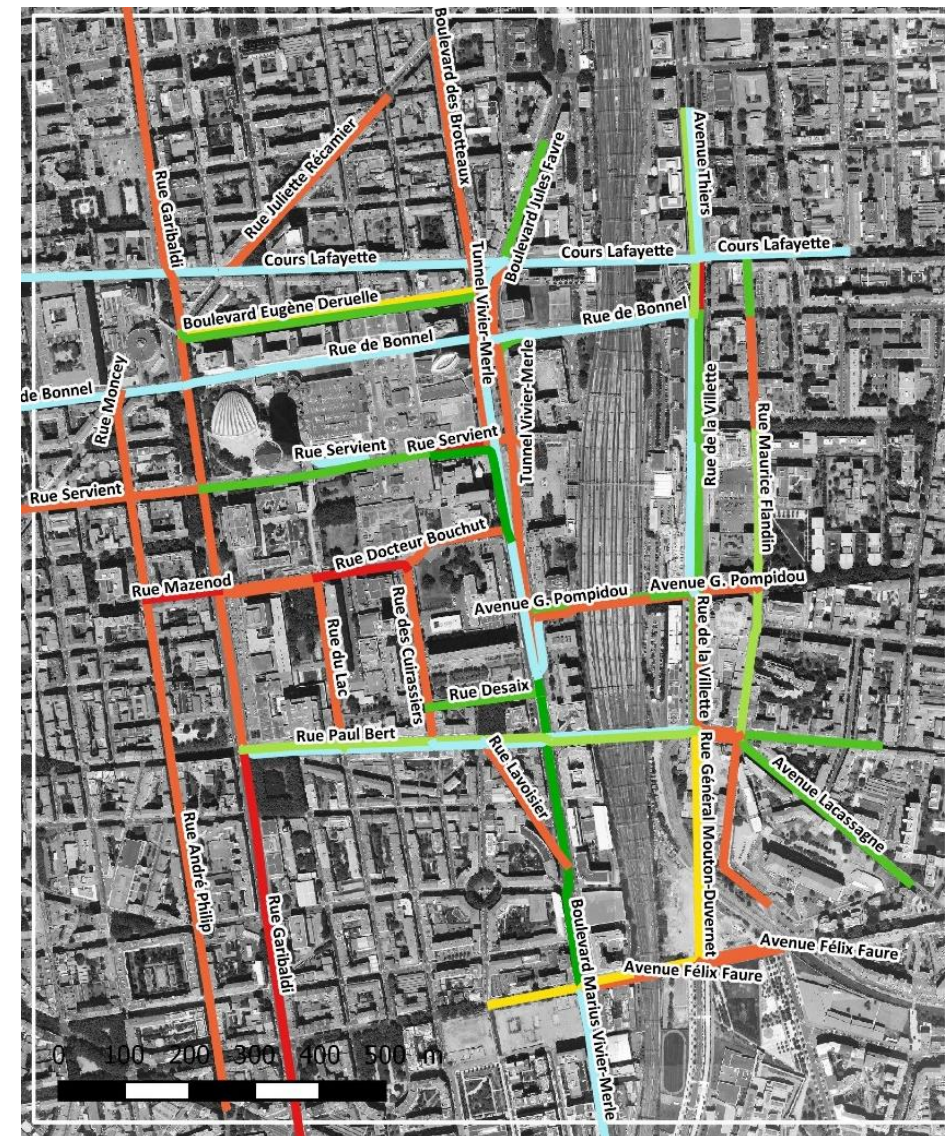 Boulevard des Brotteaux
Avenue Thiers
Boulevard Jules Favre
Rue Juliette Récamier
Rue Garibaldi
Cours Lafayette
Cours Lafayette
Cours Lafayette
Tunnel Vivier-Merle
Boulevard Eugène Deruelle
Rue de Bonnel
Rue de Bonnel
de Bonnel
Rue Moncey
Tunnel Vivier-Merle
Rue de la Villette
Rue Maurice Flandin
Rue Servient
Rue Servient
Rue Servient
Rue Docteur Bouchut
Rue Mazenod
Avenue G. Pompidou
Avenue G. Pompidou
Rue du Lac
Rue des Cuirassiers
Rue de la Villette
Rue Desaix
Rue Paul Bert
Rue Lavoisier
Rue Général Mouton-Duvernet
Avenue Lacassagne
Rue André Philip
Rue Garibaldi
Boulevard Marius Vivier-Merle
Avenue Félix Faure
Avenue Félix Faure
0 100 200 300 400 500 m